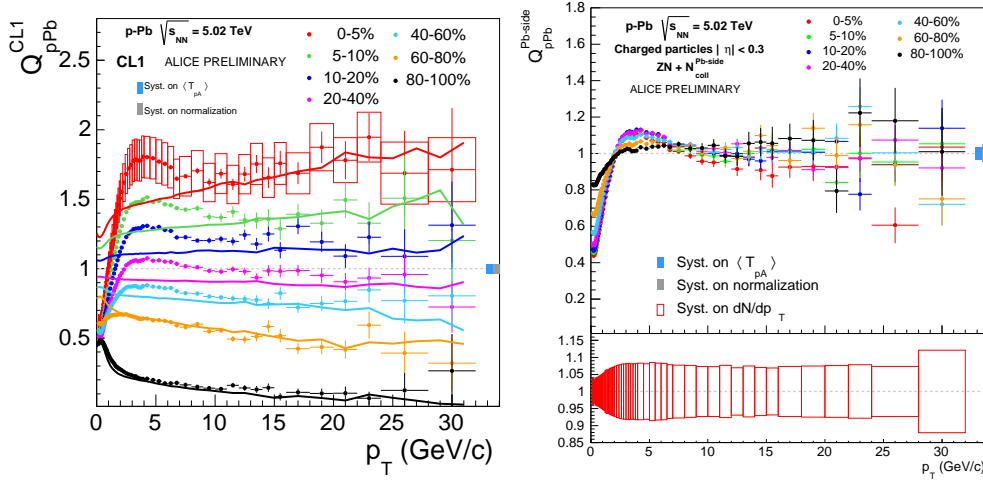 p-Pb √s_NN = 5.02 TeV
CL1 ALICE PRELIMINARY
Syst. on ⟨ T_pA ⟩
Syst. on normalization
0-5%
5-10%
10-20%
20-40%
40-60%
60-80%
80-100%
Q_pPb^CL1
2.5
2
1.5
1
0.5
0 5 10 15 20 25 30
p_T (GeV/c)
p-Pb √s_NN = 5.02 TeV
Charged particles | η| < 0.3
ZN + N_coll^Pb-side
ALICE PRELIMINARY
0-5%
5-10%
10-20%
20-40%
40-60%
60-80%
80-100%
Q_pPb^Pb-side
1.8
1.6
1.4
1.2
1
0.8
0.6
0.4
0.2
Syst. on ⟨ T_pA ⟩
Syst. on normalization
Syst. on dN/dp_T
1.15
1.1
1.05
1
0.95
0.9
0.85
0 5 10 15 20 25 30
p_T (GeV/c)